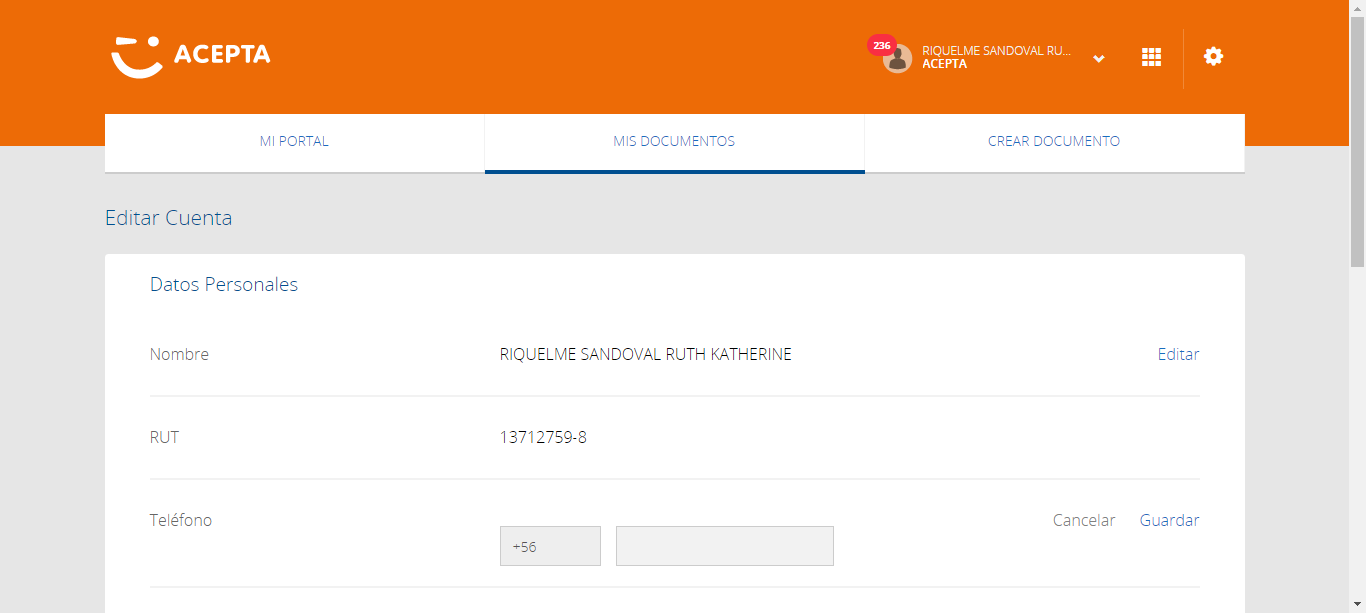 ACEPTA
236
RIQUELME SANDOVAL RU...
ACEPTA
MI PORTAL
MIS DOCUMENTOS
CREAR DOCUMENTO
Editar Cuenta
Datos Personales
Nombre RIQUELME SANDOVAL RUTH KATHERINE Editar
RUT 13712759-8
Teléfono Cancelar Guardar
+56